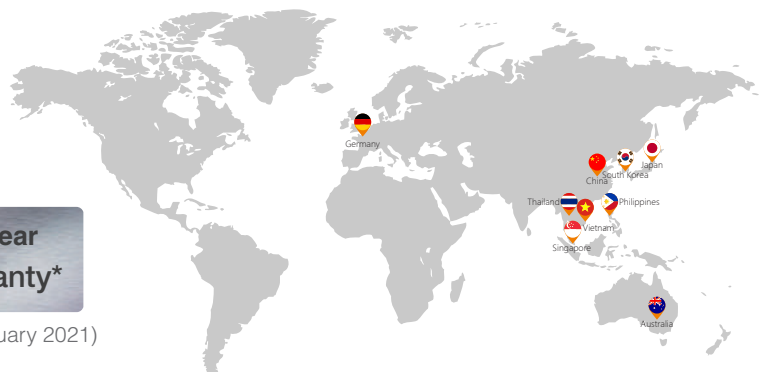 Germany
Japan
South Korea
China
Thailand
Philippines
Vietnam
Singapore
ear
anty*
uary 2021)
Australia